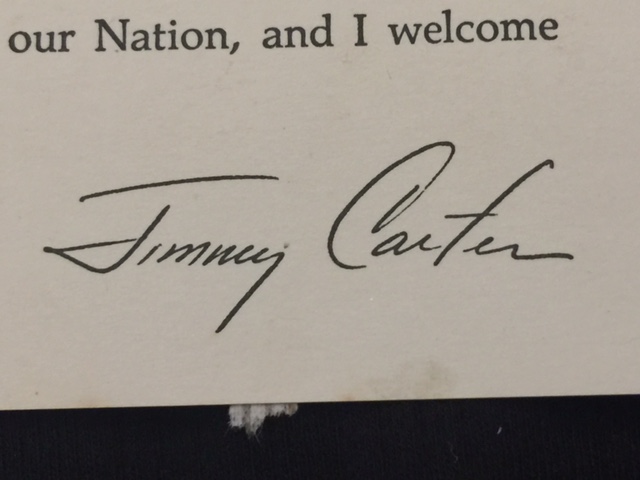 our Nation, and I welcome
Jimmy Carter